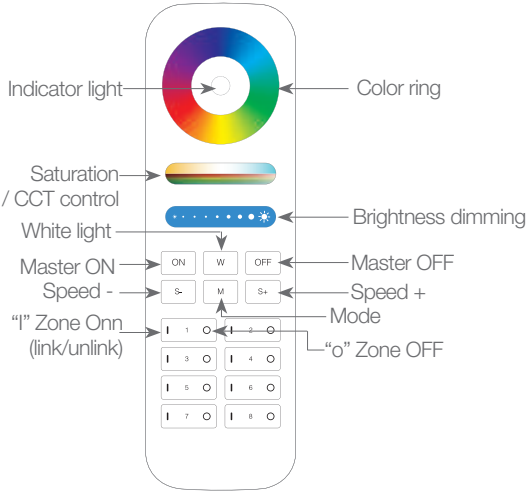 Indicator light
Color ring
Saturation
/ CCT control
Brightness dimming
White light
Master ON
ON
W
OFF
Master OFF
Speed -
S-
M
S+
Speed +
Mode
"I" Zone Onn
(link/unlink)
I 1 O
I 2 O
"o" Zone OFF
I 3 O
I 4 O
I 5 O
I 6 O
I 7 O
I 8 O